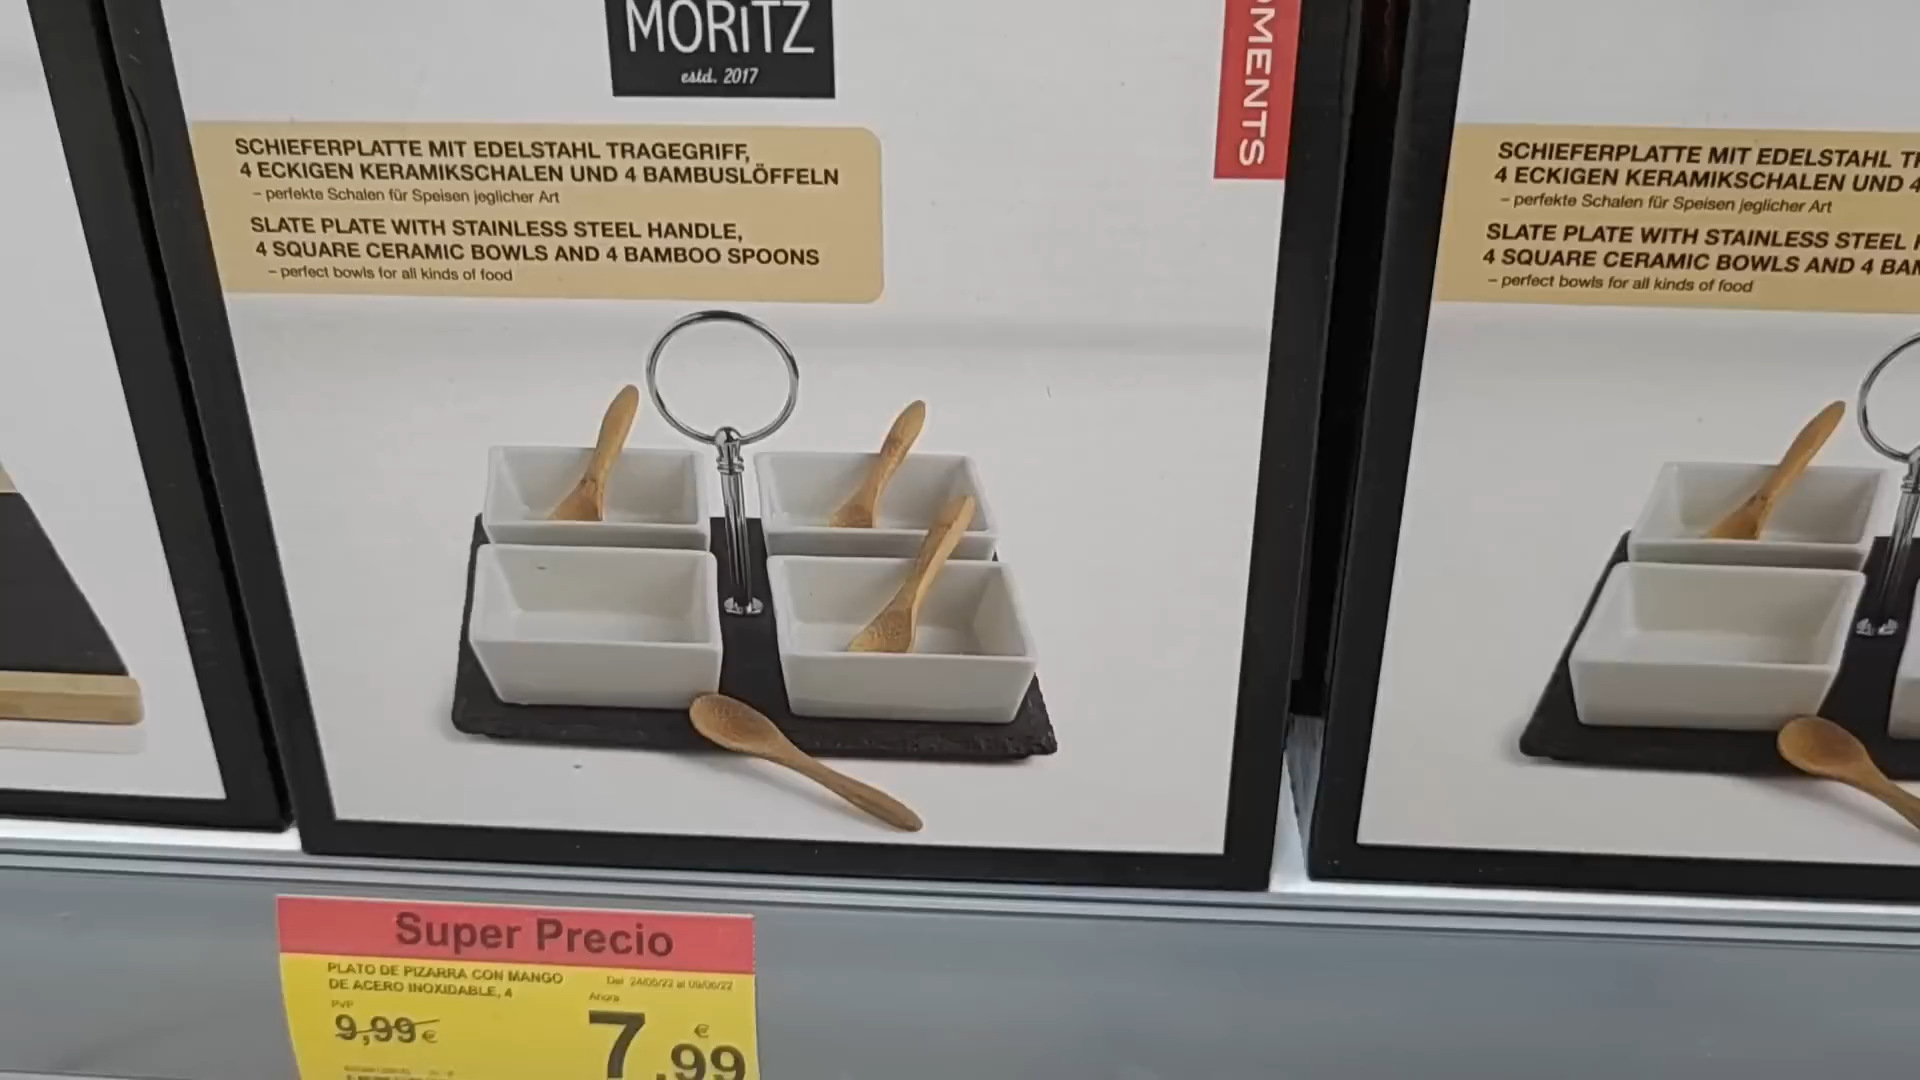 MORiTZ
estd. 2017
OMENTS
SCHIEFERPLATTE MIT EDELSTAHL TRAGEGRIFF,
4 ECKIGEN KERAMIKSCHALEN UND 4 BAMBUSLÖFFELN
– perfekte Schalen für Speisen jeglicher Art
SLATE PLATE WITH STAINLESS STEEL HANDLE,
4 SQUARE CERAMIC BOWLS AND 4 BAMBOO SPOONS
– perfect bowls for all kinds of food
SCHIEFERPLATTE MIT EDELSTAHL TR
4 ECKIGEN KERAMIKSCHALEN UND 4
– perfekte Schalen für Speisen jeglicher Art
SLATE PLATE WITH STAINLESS STEEL H
4 SQUARE CERAMIC BOWLS AND 4 BAM
– perfect bowls for all kinds of food
Super Precio
PLATO DE PIZARRA CON MANGO
DE ACERO INOXIDABLE, 4
Del 24/05/22 al 09/06/22
PVP
9,99 €
Ahora
7.99 €